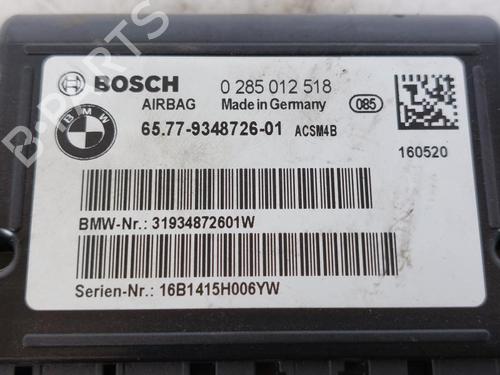 BOSCH 0 285 012 518
AIRBAG Made in Germany 085
65.77-9348726-01 ACSM4B
BMW
160520
BMW-Nr.: 31934872601W
Serien-Nr.: 16B1415H006YW
B-PARTS